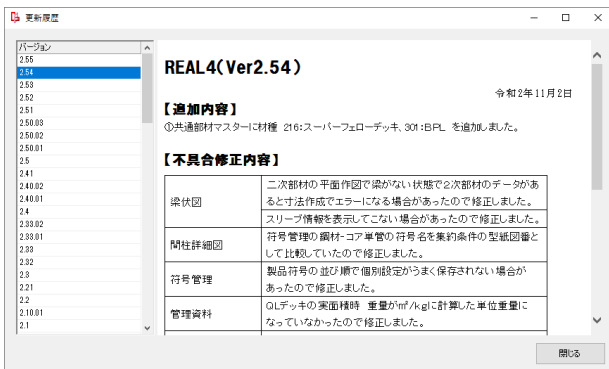 更新履歴
バージョン
2.55
2.54
2.53
2.52
2.51
2.50.03
2.50.02
2.50.01
2.5
2.41
2.40.02
2.40.01
2.4
2.33.02
2.33.01
2.33
2.32
2.3
2.21
2.2
2.10.01
2.1
REAL4(Ver2.54)
令和2年11月2日
【追加内容】
①共通部材マスターに材種 216:スーパーフェローデッキ、301:BPL を追加しました。
【不具合修正内容】
梁伏図
二次部材の平面作図で梁がない状態で2次部材のデータがあ
ると寸法作成でエラーになる場合があったので修正しました。
スリーブ情報を表示してこない場合があったので修正しました。
間柱詳細図
符号管理の鋼材-コア単管の符号名を集約条件の型紙図番と
して比較していたので修正しました。
符号管理
製品符号の並び順で個別設定がうまく保存されない場合が
あったので修正しました。
管理資料
QLデッキの実面積時 重量がm²/kgに計算した単位重量に
なっていなかったので修正しました。
閉じる